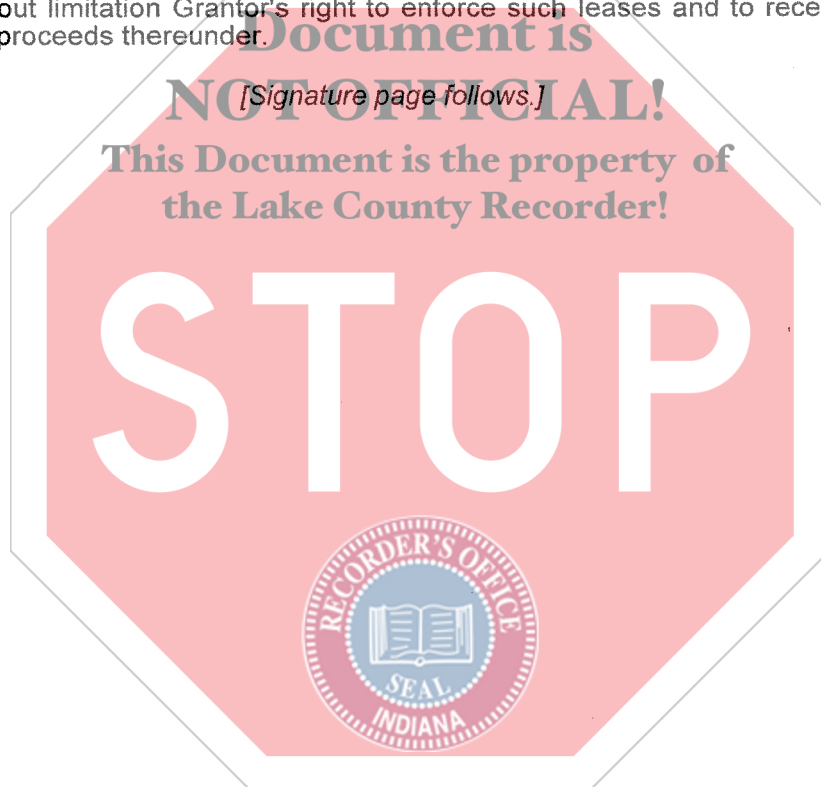 out limitation Grantor's right to enforce such leases and to rece
proceeds thereunder.
Document is
NOT OFFICIAL!
[Signature page follows.]
This Document is the property of
the Lake County Recorder!
STOP
RECORDER'S OFFICE
SEAL
INDIANA